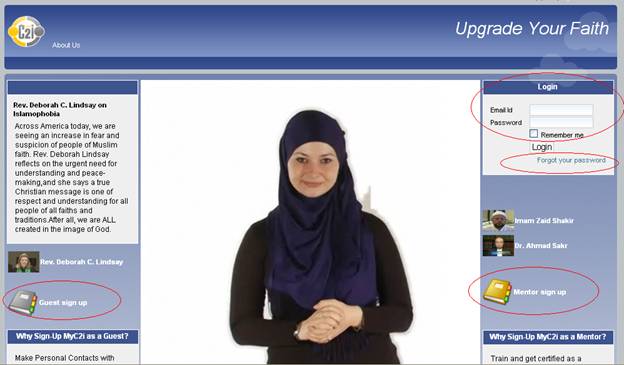 C2i
About Us
Upgrade Your Faith
Rev. Deborah C. Lindsay on
Islamophobia
Across America today, we are
seeing an increase in fear and
suspicion of people of Muslim
faith. Rev. Deborah Lindsay
reflects on the urgent need for
understanding and peace-
making,and she says a true
Christian message is one of
respect and understanding for all
people of all faiths and
traditions.After all, we are ALL
created in the image of God.
Rev. Deborah C. Lindsay
Guest sign up
Why Sign-Up MyC2i as a Guest?
Make Personal Contacts with
Login
Email Id
Password
Remember me
Login
Forgot your password
Imam Zaid Shakir
Dr. Ahmad Sakr
Mentor sign up
Why Sign-Up MyC2i as a Mentor?
Train and get certified as a